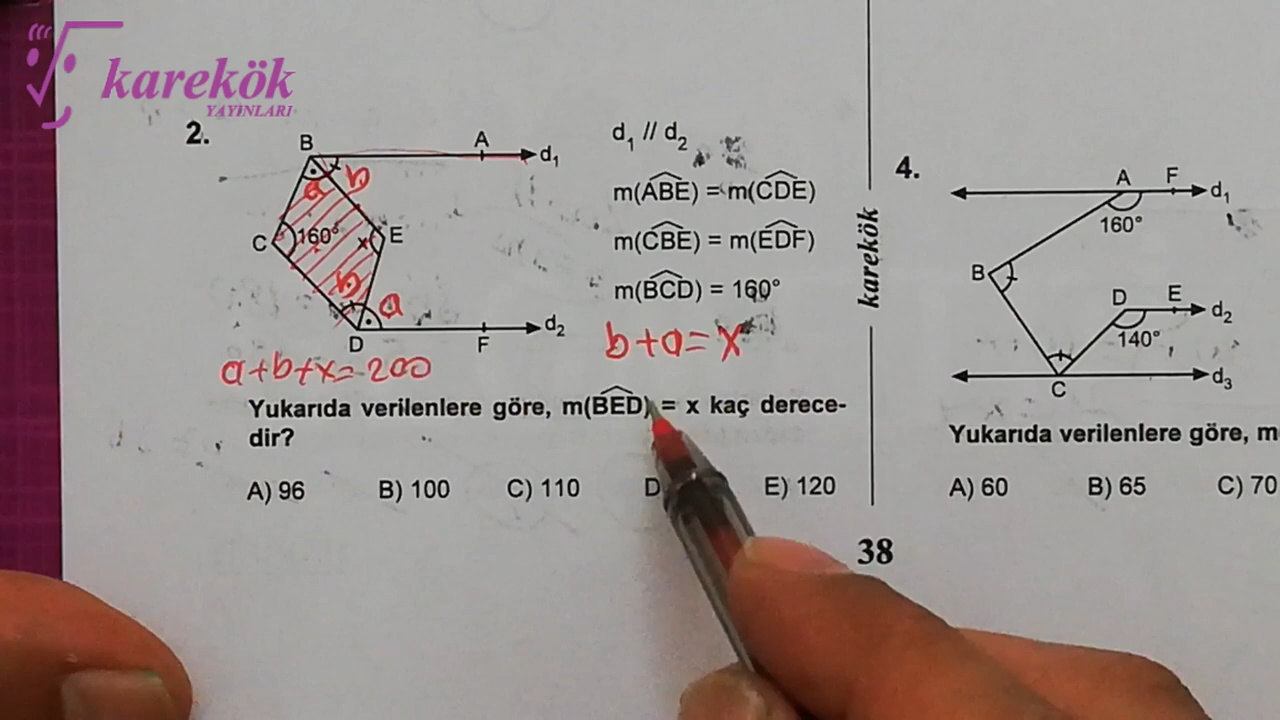 karekök
YAYINLARI
2.
B
A
d1
a
b
C
160°
x
E
b
a
D
F
d2
d1 // d2
m(ABE) = m(CDE)
m(CBE) = m(EDF)
m(BCD) = 160°
b+a=x
a+b+x=200
Yukarıda verilenlere göre, m(BED) = x kaç derece-
dir?
A) 96 B) 100 C) 110 D E) 120
karekök
38
4.
A
F
d1
160°
B
D
E
d2
140°
C
d3
Yukarıda verilenlere göre, m
A) 60 B) 65 C) 70